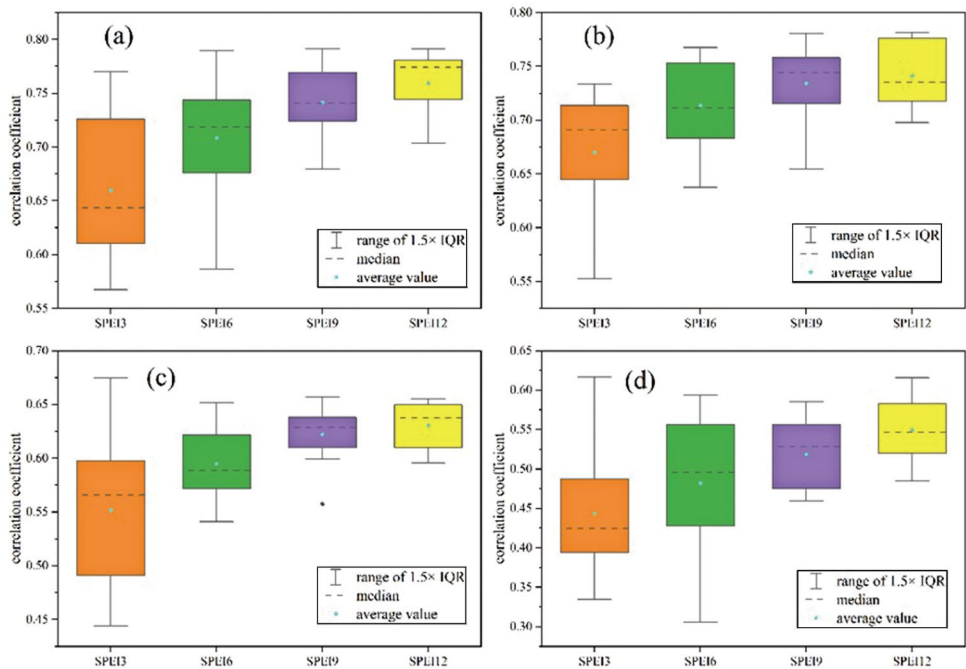 (a)
correlation coefficient
0.80
0.75
0.70
0.65
0.60
0.55
range of 1.5× IQR
median
average value
SPEI3 SPEI6 SPEI9 SPEI12
(b)
correlation coefficient
0.80
0.75
0.70
0.65
0.60
0.55
range of 1.5× IQR
median
average value
SPEI3 SPEI6 SPEI9 SPEI12
(c)
correlation coefficient
0.70
0.65
0.60
0.55
0.50
0.45
range of 1.5× IQR
median
average value
SPEI3 SPEI6 SPEI9 SPEI12
(d)
correlation coefficient
0.65
0.60
0.55
0.50
0.45
0.40
0.35
0.30
range of 1.5× IQR
median
average value
SPEI3 SPEI6 SPEI9 SPEI12